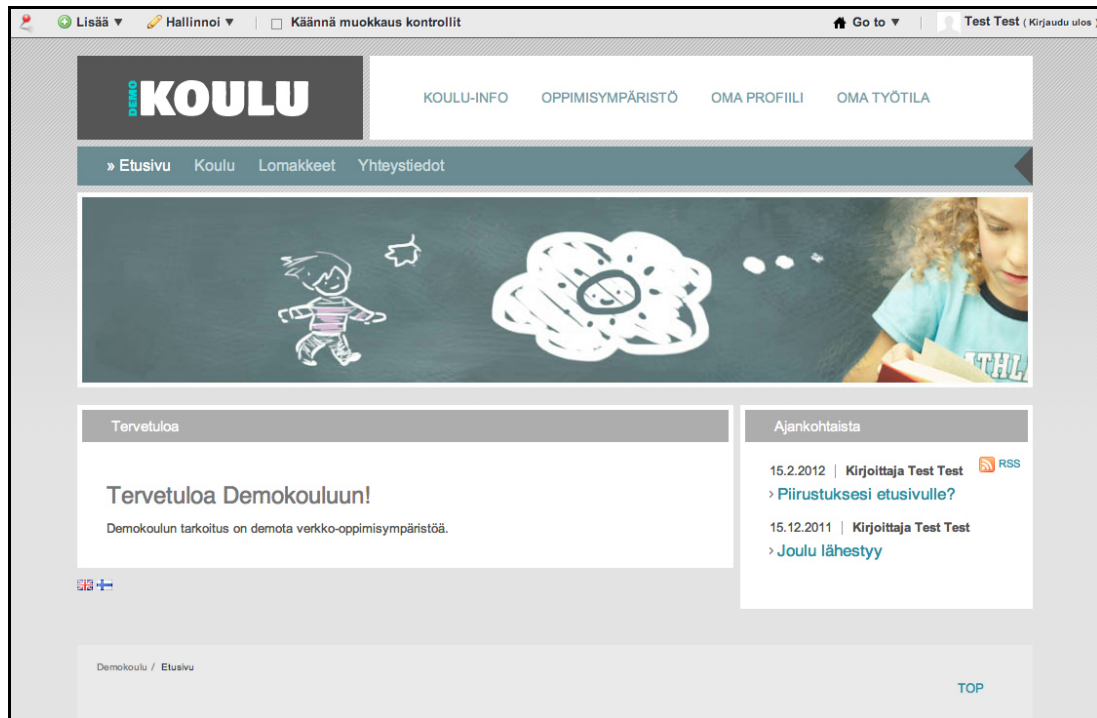 Lisää ▼ Hallinnoi ▼ | Käännä muokkaus kontrollit Go to ▼ | Test Test ( Kirjaudu ulos )
DEMO KOULU
KOULU-INFO OPPIMISYMPÄRISTÖ OMA PROFIILI OMA TYÖTILA
» Etusivu Koulu Lomakkeet Yhteystiedot
ATHL
Tervetuloa
Tervetuloa Demokouluun!
Demokoulun tarkoitus on demota verkko-oppimisympäristöä.
Ajankohtaista
RSS
15.2.2012 | Kirjoittaja Test Test
› Piirustuksesi etusivulle?
15.12.2011 | Kirjoittaja Test Test
› Joulu lähestyy
Demokoulu / Etusivu
TOP